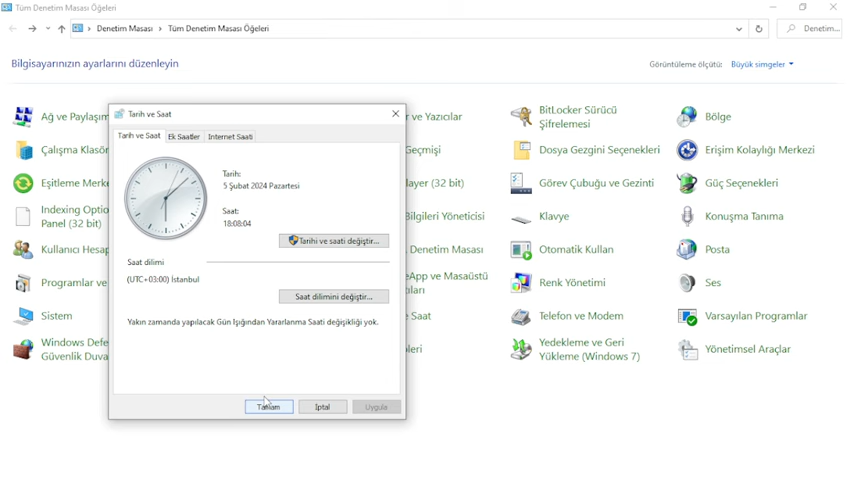 Tüm Denetim Masası Öğeleri
Denetim Masası › Tüm Denetim Masası Öğeleri
Denetim...
Bilgisayarınızın ayarlarını düzenleyin
Görüntüleme ölçütü: Büyük simgeler
Ağ ve Paylaşım
Çalışma Klasör
Eşitleme Merke
Indexing Optio
Panel (32 bit)
Kullanıcı Hesap
Programlar ve
Sistem
Windows Defe
Güvenlik Duva
Tarih ve Saat
Tarih ve Saat
Ek Saatler
Internet Saati
Tarih:
5 Şubat 2024 Pazartesi
Saat:
18:08:04
Tarihi ve saati değiştir...
Saat dilimi
(UTC+03:00) İstanbul
Saat dilimini değiştir...
Yakın zamanda yapılacak Gün Işığından Yararlanma Saati değişikliği yok.
Tamam
İptal
Uygula
r ve Yazıcılar
Geçmişi
layer (32 bit)
Bilgileri Yöneticisi
Denetim Masası
eApp ve Masaüstü
ıları
e Saat
leri
BitLocker Sürücü
Şifrelemesi
Dosya Gezgini Seçenekleri
Görev Çubuğu ve Gezinti
Klavye
Otomatik Kullan
Renk Yönetimi
Telefon ve Modem
Yedekleme ve Geri
Yükleme (Windows 7)
Bölge
Erişim Kolaylığı Merkezi
Güç Seçenekleri
Konuşma Tanıma
Posta
Ses
Varsayılan Programlar
Yönetimsel Araçlar